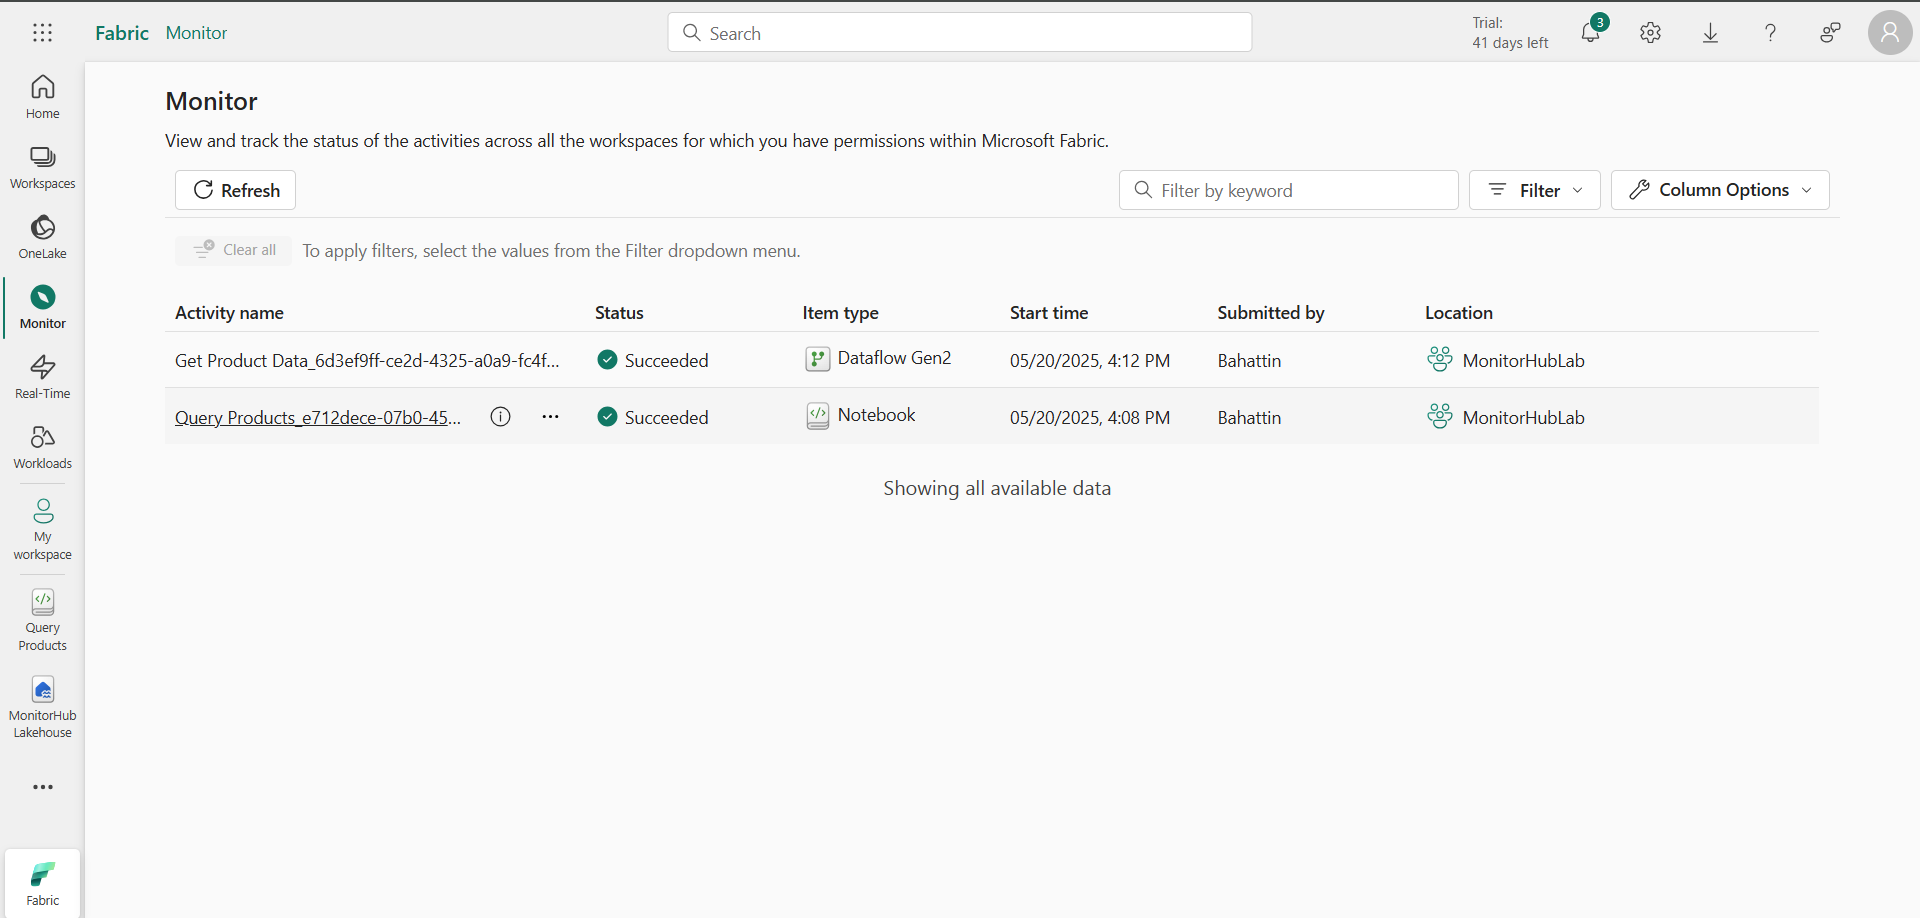 Fabric Monitor
Search
Trial:
41 days left
3
Home
Workspaces
OneLake
Monitor
Real-Time
Workloads
My
workspace
Query
Products
MonitorHub
Lakehouse
Fabric
Monitor
View and track the status of the activities across all the workspaces for which you have permissions within Microsoft Fabric.
Refresh
Filter by keyword
Filter
Column Options
Clear all
To apply filters, select the values from the Filter dropdown menu.
Activity name Status Item type Start time Submitted by Location
Get Product Data_6d3ef9ff-ce2d-4325-a0a9-fc4f... Succeeded Dataflow Gen2 05/20/2025, 4:12 PM Bahattin MonitorHubLab
Query Products_e712dece-07b0-45... Succeeded Notebook 05/20/2025, 4:08 PM Bahattin MonitorHubLab
Showing all available data